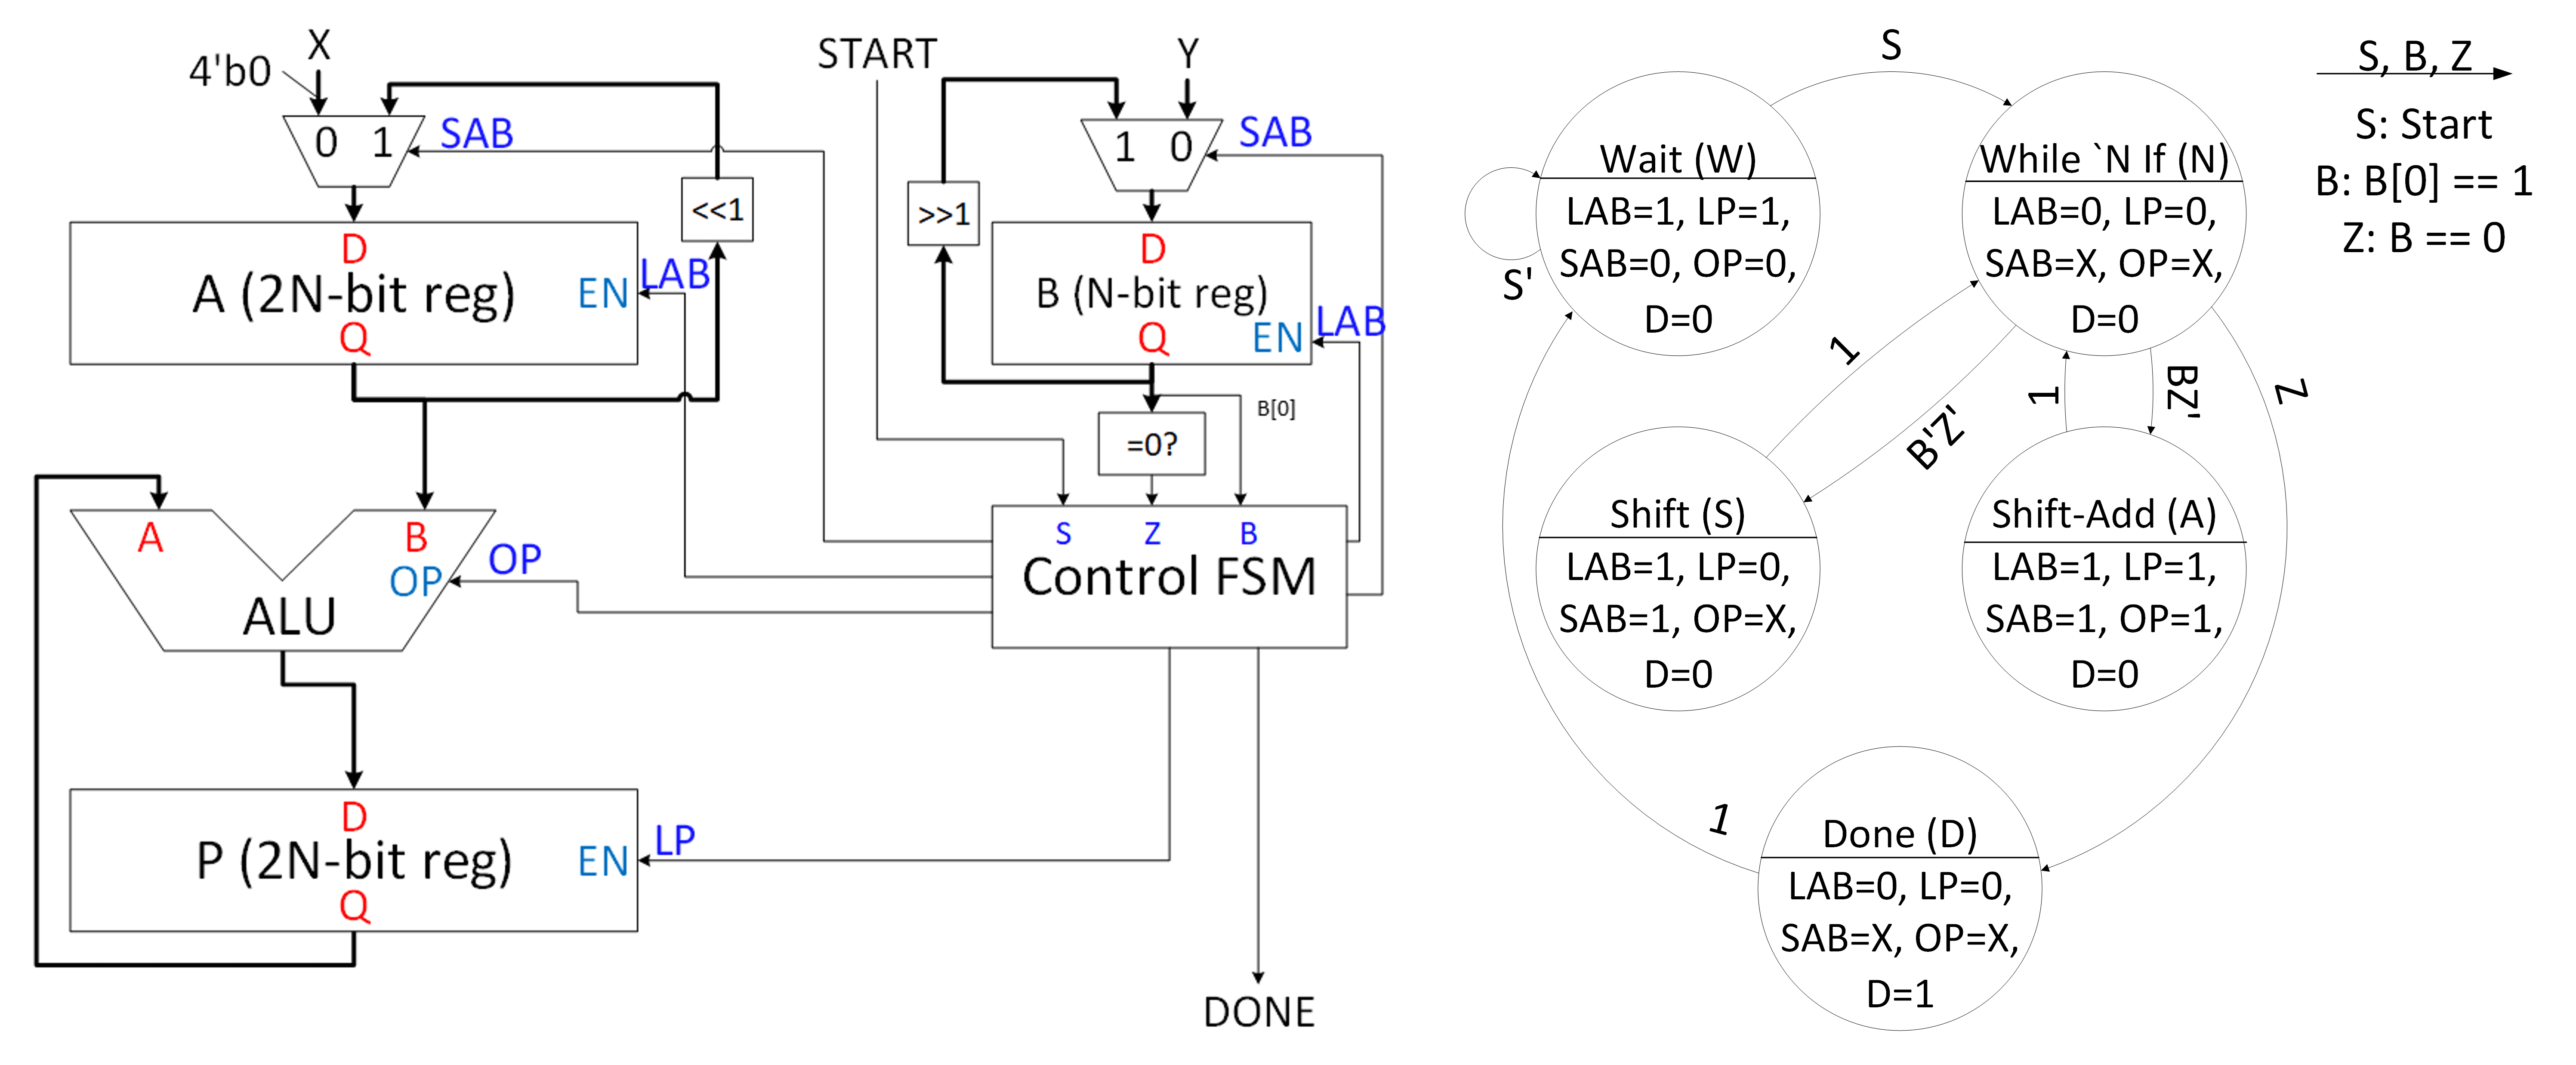 X
4'b0
0 1
SAB
<<1
D
A (2N-bit reg)
EN
LAB
Q
A
B
OP
OP
ALU
D
P (2N-bit reg)
EN
LP
Q
START
Y
1 0
SAB
>>1
D
B (N-bit reg)
LAB
Q
EN
B[0]
=0?
S Z B
Control FSM
DONE
S
S'
Wait (W)
LAB=1, LP=1,
SAB=0, OP=0,
D=0
While `N If (N)
LAB=0, LP=0,
SAB=X, OP=X,
D=0
1
B'Z'
1
BZ'
Z
Shift (S)
LAB=1, LP=0,
SAB=1, OP=X,
D=0
Shift-Add (A)
LAB=1, LP=1,
SAB=1, OP=1,
D=0
1
Done (D)
LAB=0, LP=0,
SAB=X, OP=X,
D=1
S, B, Z
S: Start
B: B[0] == 1
Z: B == 0